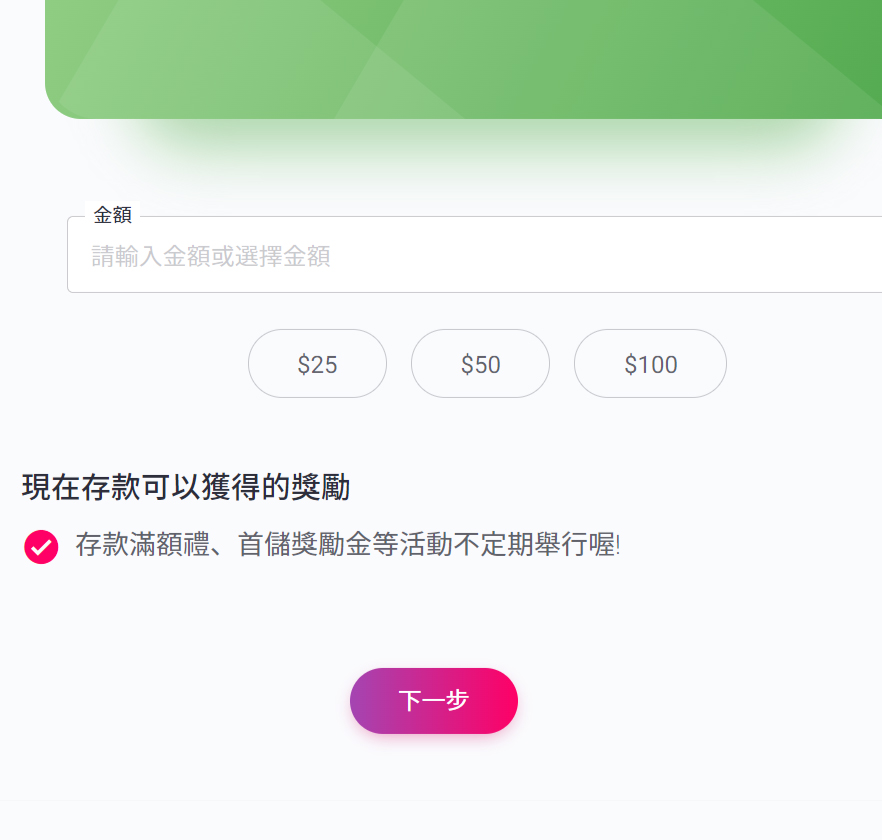 金額
請輸入金額或選擇金額
$25 $50 $100
現在存款可以獲得的獎勵
存款滿額禮、首儲獎勵金等活動不定期舉行喔!
下一步